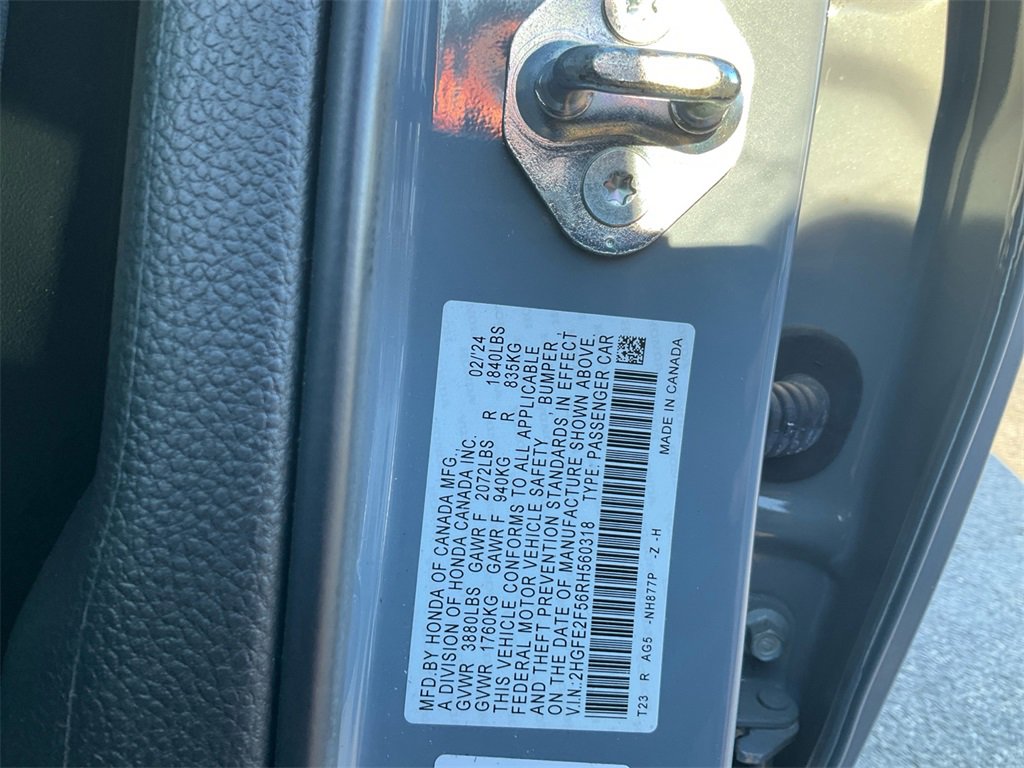 MFD.BY HONDA OF CANADA MFG.,
A DIVISION OF HONDA CANADA INC. 02/'24
GVWR 3880LBS GAWR F 2072LBS R 1840LBS
GVWR 1760KG GAWR F 940KG R 835KG
THIS VEHICLE CONFORMS TO ALL APPLICABLE
FEDERAL MOTOR VEHICLE SAFETY, BUMPER,
AND THEFT PREVENTION STANDARDS IN EFFECT
ON THE DATE OF MANUFACTURE SHOWN ABOVE.
V.I.N.:2HGFE2F56RH560318 TYPE: PASSENGER CAR
T23 R AG5 -NH877P -Z -H MADE IN CANADA